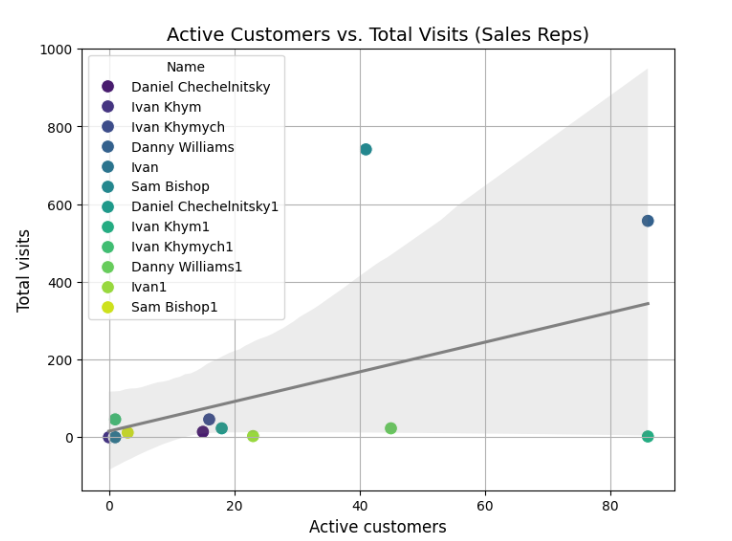 Active Customers vs. Total Visits (Sales Reps)
1000
800
600
400
200
0
Total visits
Name
Daniel Chechelnitsky
Ivan Khym
Ivan Khymych
Danny Williams
Ivan
Sam Bishop
Daniel Chechelnitsky1
Ivan Khym1
Ivan Khymych1
Danny Williams1
Ivan1
Sam Bishop1
0 20 40 60 80
Active customers